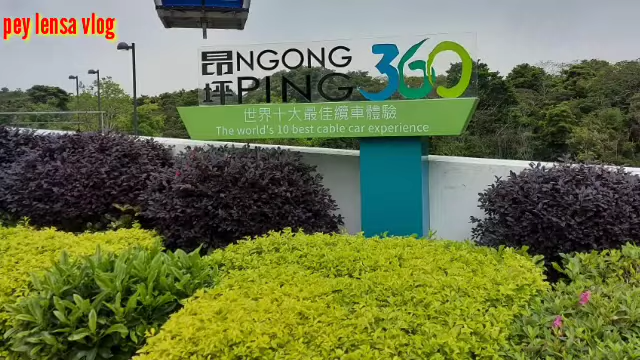 pey lensa vlog
昂坪 NGONG PING 360
世界十大最佳纜車體驗
The world's 10 best cable car experience